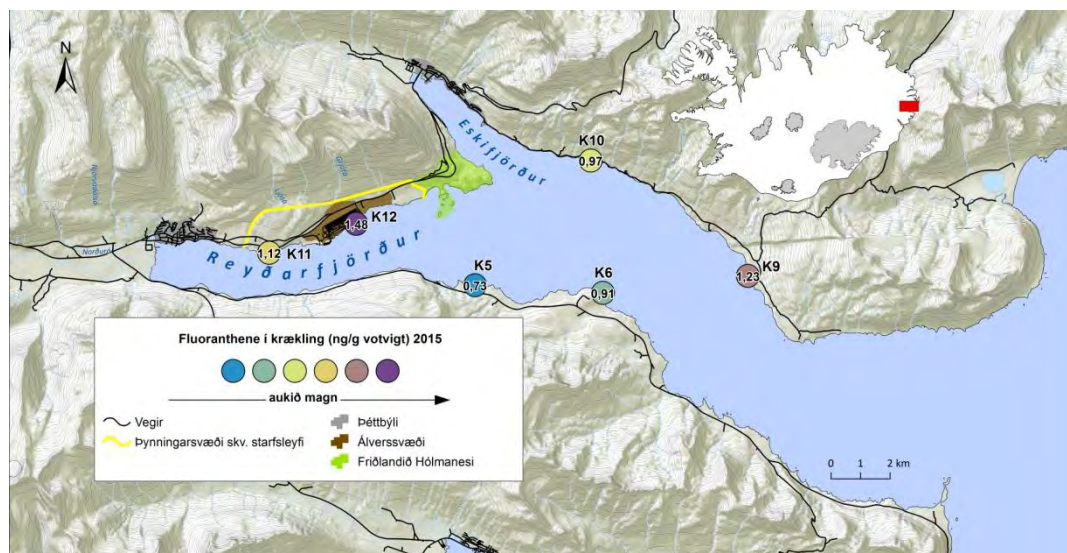 N
Eskifjörður
K10
0,97
K12
1,48
K11
1,12
Reyðarfjörður
Norðurá
K5
0,73
K6
0,91
K9
1,23
Fluoranthene í krækling (ng/g votvigt) 2015
aukið magn
Vegir
Þynningarsvæði skv. starfsleyfi
Þéttbýli
Álverssvæði
Friðlandið Hólmanesi
0 1 2 km